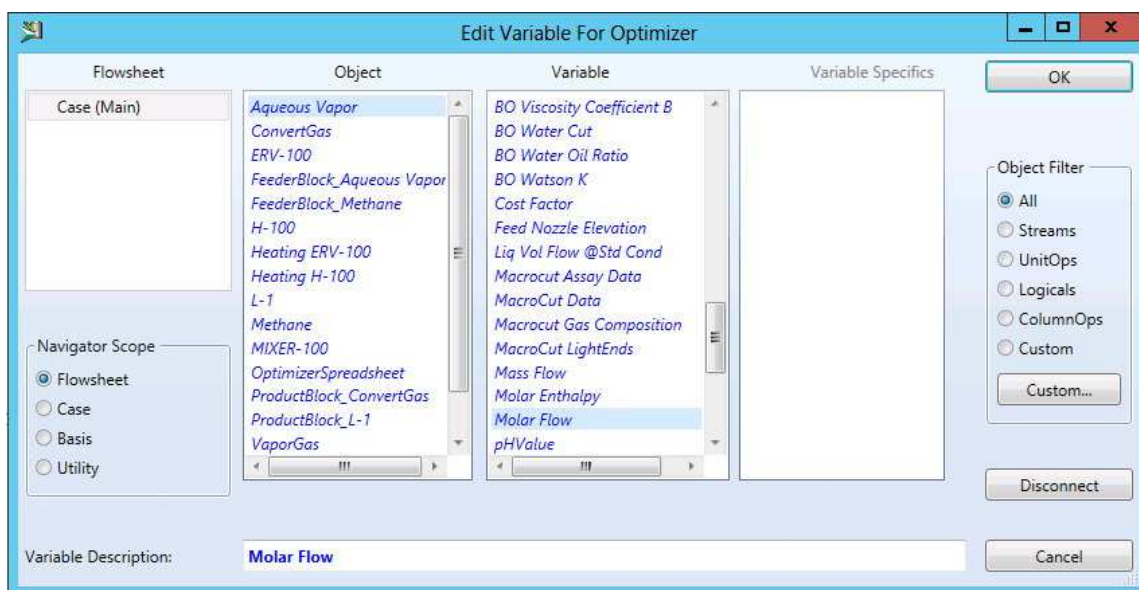 Edit Variable For Optimizer
Flowsheet
Case (Main)
Navigator Scope
Flowsheet
Case
Basis
Utility
Object
Aqueous Vapor
ConvertGas
ERV-100
FeederBlock_Aqueous Vapor
FeederBlock_Methane
H-100
Heating ERV-100
Heating H-100
L-1
Methane
MIXER-100
OptimizerSpreadsheet
ProductBlock_ConvertGas
ProductBlock_L-1
VaporGas
Variable
BO Viscosity Coefficient B
BO Water Cut
BO Water Oil Ratio
BO Watson K
Cost Factor
Feed Nozzle Elevation
Liq Vol Flow @Std Cond
Macrocut Assay Data
MacroCut Data
Macrocut Gas Composition
MacroCut LightEnds
Mass Flow
Molar Enthalpy
Molar Flow
pHValue
Variable Specifics
OK
Object Filter
All
Streams
UnitOps
Logicals
ColumnOps
Custom
Custom...
Disconnect
Variable Description:
Molar Flow
Cancel